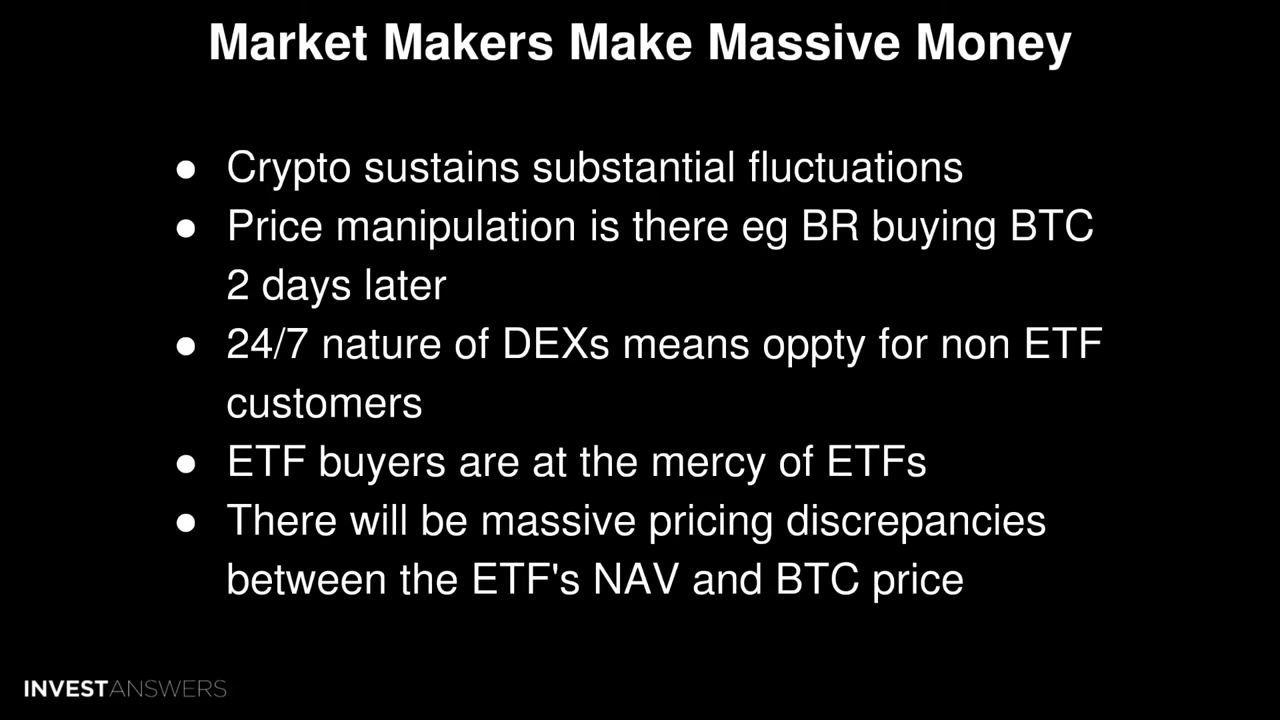 Market Makers Make Massive Money
● Crypto sustains substantial fluctuations
● Price manipulation is there eg BR buying BTC
2 days later
● 24/7 nature of DEXs means oppty for non ETF
customers
● ETF buyers are at the mercy of ETFs
● There will be massive pricing discrepancies
between the ETF's NAV and BTC price
INVESTANSWERS